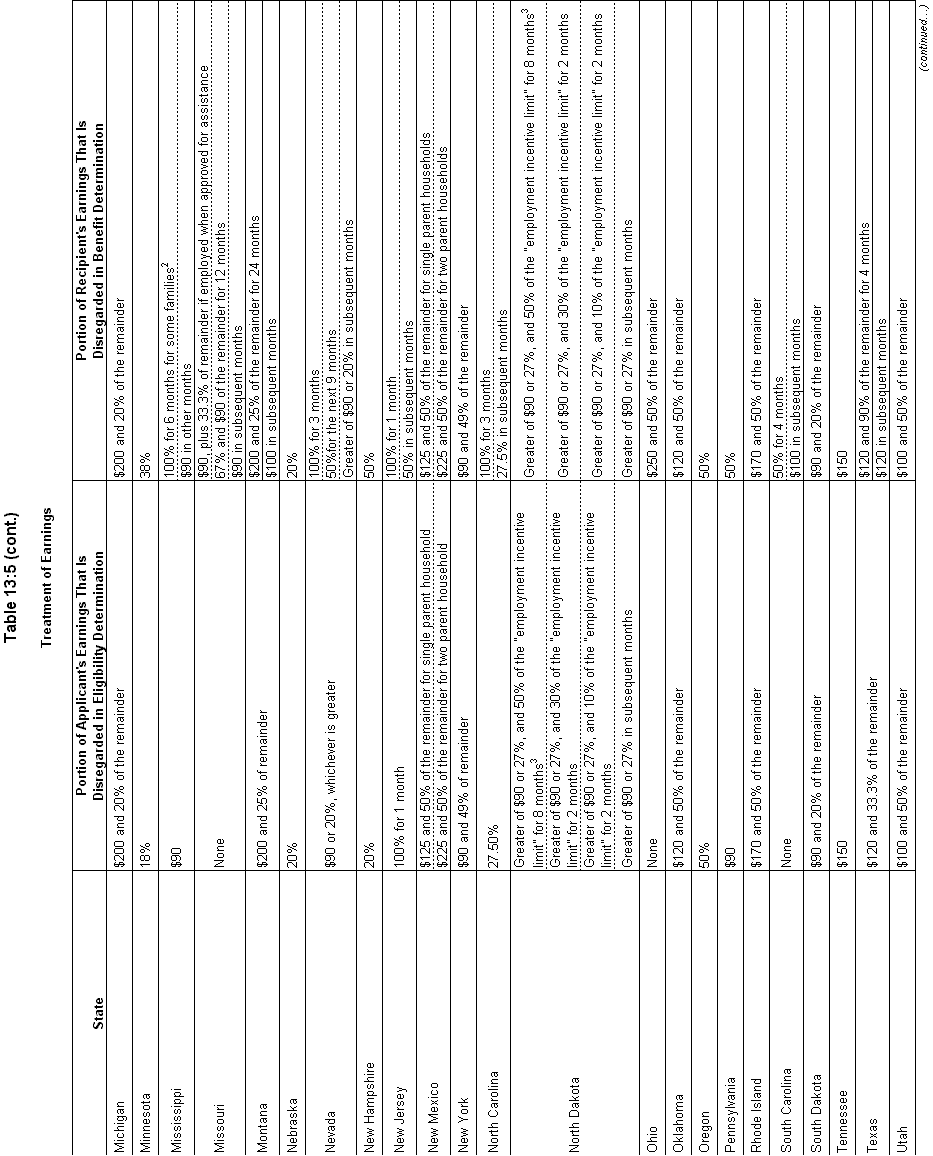 Table 13:5 (cont.)
Treatment of Earnings
State
Portion of Applicant's Earnings That Is
Disregarded in Eligibility Determination
Portion of Recipient's Earnings That Is
Disregarded in Benefit Determination
Michigan
$200 and 20% of the remainder
$200 and 20% of the remainder
Minnesota
18%
38%
Mississippi
$90
100% for 6 months for some families2
$90 in other months
Missouri
None
$90, plus 33.3% of remainder if employed when approved for assistance
67% and $90 of the remainder for 12 months
$90 in subsequent months
Montana
$200 and 25% of remainder
$200 and 25% of the remainder for 24 months
$100 in subsequent months
Nebraska
20%
20%
Nevada
$90 or 20%, whichever is greater
100% for 3 months
50%for the next 9 months
Greater of $90 or 20% in subsequent months
New Hampshire
20%
50%
New Jersey
100% for 1 month
100% for 1 month
50% in subsequent months
New Mexico
$125 and 50% of the remainder for single parent household
$225 and 50% of the remainder for two parent household
$125 and 50% of the remainder for single parent households
$225 and 50% of the remainder for two parent households
New York
$90 and 49% of remainder
$90 and 49% of the remainder
North Carolina
27.50%
100% for 3 months
27.5% in subsequent months
North Dakota
Greater of $90 or 27%, and 50% of the "employment incentive
limit" for 8 months3
Greater of $90 or 27%, and 30% of the "employment incentive
limit" for 2 months
Greater of $90 or 27%, and 10% of the "employment incentive
limit" for 2 months
Greater of $90 or 27% in subsequent months
Greater of $90 or 27%, and 50% of the "employment incentive limit" for 8 months3
Greater of $90 or 27%, and 30% of the "employment incentive limit" for 2 months
Greater of $90 or 27%, and 10% of the "employment incentive limit" for 2 months
Greater of $90 or 27% in subsequent months
Ohio
None
$250 and 50% of the remainder
Oklahoma
$120 and 50% of the remainder
$120 and 50% of the remainder
Oregon
50%
50%
Pennsylvania
$90
50%
Rhode Island
$170 and 50% of the remainder
$170 and 50% of the remainder
South Carolina
None
50% for 4 months
$100 in subsequent months
South Dakota
$90 and 20% of the remainder
$90 and 20% of the remainder
Tennessee
$150
$150
Texas
$120 and 33.3% of the remainder
$120 and 90% of the remainder for 4 months
$120 in subsequent months
Utah
$100 and 50% of the remainder
$100 and 50% of the remainder
(continued...)